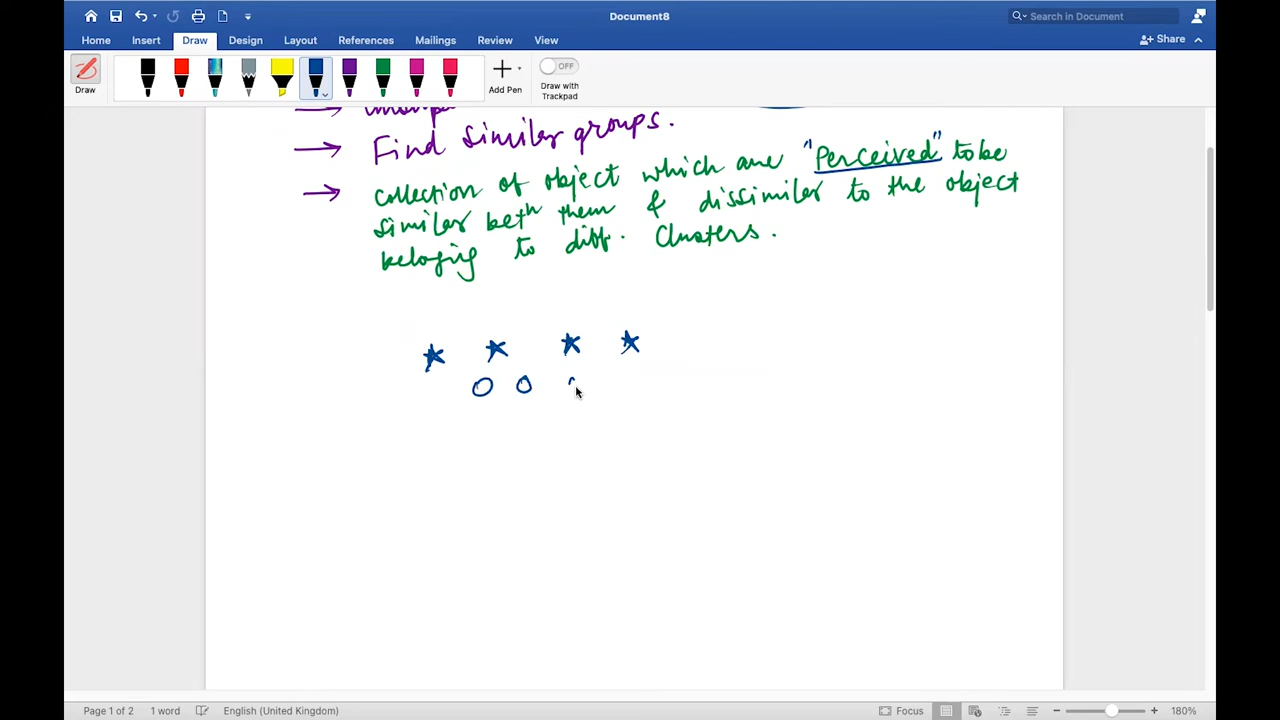 Document8
Search in Document
Home Insert Draw Design Layout References Mailings Review View
Share
Draw
Add Pen
OFF
Draw with
Trackpad
Find similar groups.
collection of object which are "Perceived" to be
similar betⁿ them & dissimilar to the object
beloging to diff. Clusters.
Page 1 of 2 1 word English (United Kingdom) Focus 180%